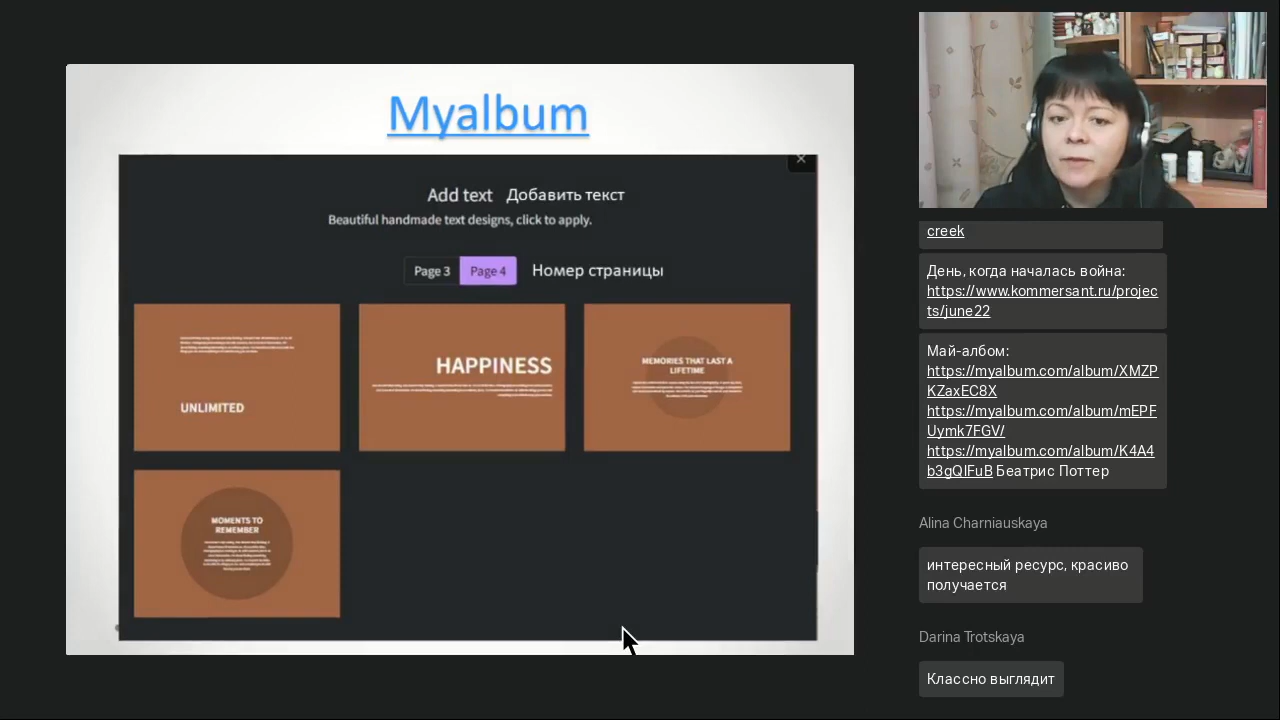 Myalbum
Add text Добавить текст
Beautiful handmade text designs, click to apply.
Page 3 Page 4 Номер страницы
UNLIMITED
HAPPINESS
MEMORIES THAT LAST A
LIFETIME
MOMENTS TO
REMEMBER
creek
День, когда началась война:
https://www.kommersant.ru/projec
ts/june22
Май-албом:
https://myalbum.com/album/XMZP
KZaxEC8X
https://myalbum.com/album/mEPF
Uymk7FGV/
https://myalbum.com/album/K4A4
b3gQIFuB Беатрис Поттер
Alina Charniauskaya
интересный ресурс, красиво
получается
Darina Trotskaya
Классно выглядит